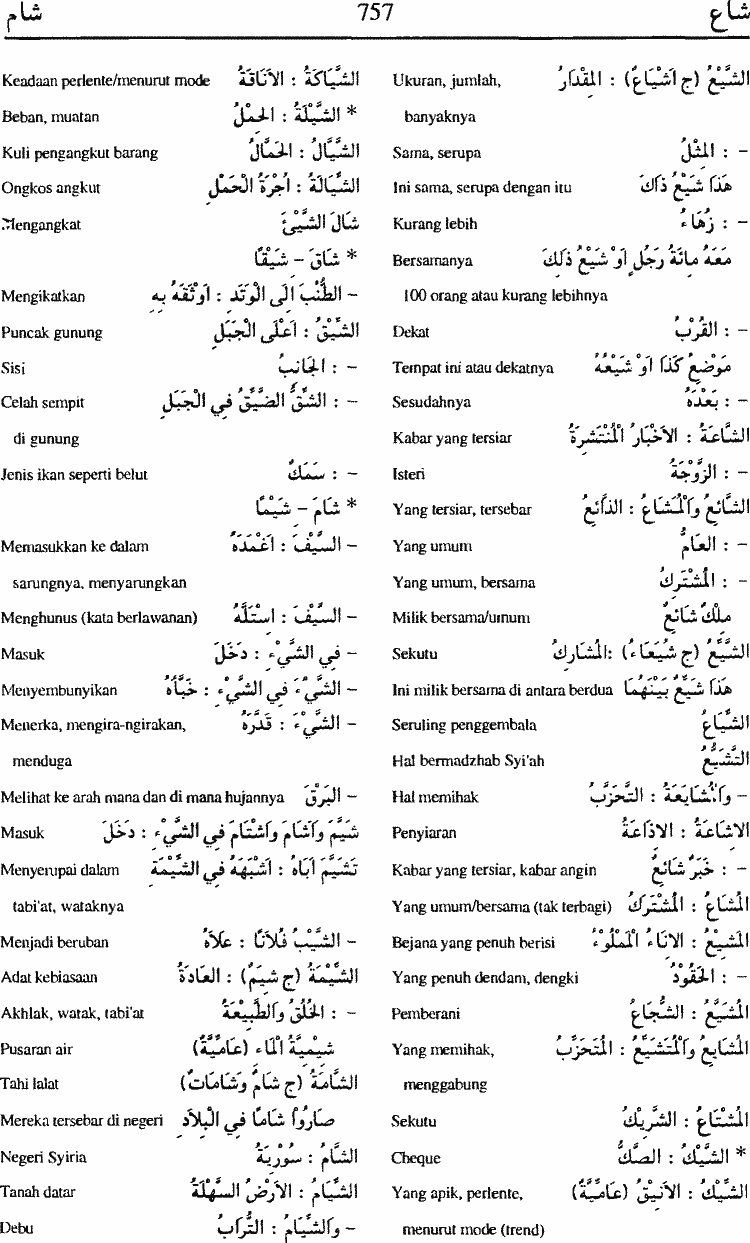 شاع 757 شام
الشَّيْعُ (ج اَشْيَاعٌ) : المِقْدَارُ Ukuran, jumlah,
banyaknya
- : المِثْلُ Sama, serupa
هَذَا شَيْعُ ذَاكَ Ini sama, serupa dengan itu
- : زُهَاءُ Kurang lebih
مَعَهُ مِائَةُ رَجُلٍ اَوْ شَيْعُ ذَلِكَ Bersamanya
100 orang atau kurang lebihnya
- : القُرْبُ Dekat
مَوْضِعُ كَذَا اَوْ شَيْعُهُ Tempat ini atau dekatnya
- : بَعْدَهُ Sesudahnya
الشَّاعَةُ : الاَخْبَارُ الْمُنْتَشِرَةُ Kabar yang tersiar
- : الزَّوْجَةُ Isteri
الشَّائِعُ وَالْمُشَاعُ : الذَّائِعُ Yang tersiar, tersebar
- : العَامُّ Yang umum
- : الْمُشْتَرِكُ Yang umum, bersama
مِلْكٌ شَائِعٌ Milik bersama/umum
الشَّيِّعُ (ج شُيَعَاءُ) :الْمُشَارِكُ Sekutu
هَذَا شَيِّعٌ بَيْنَهُمَا Ini milik bersama di antara berdua
الشَّيَاعُ Seruling penggembala
التَّشَيُّعُ Hal bermadzhab Syi'ah
- وَالْمُشَايَعَةُ : التَّحَزُّبُ Hal memihak
الاِشَاعَةُ : الاِذَاعَةُ Penyiaran
- : خَبَرٌ شَائِعٌ Kabar yang tersiar, kabar angin
الْمُشَاعُ : الْمُشْتَرَكُ Yang umum/bersama (tak terbagi)
الْمَشِيعُ : الاِنَاءُ الْمَمْلُوءُ Bejana yang penuh berisi
- : الحَقُودُ Yang penuh dendam, dengki
الْمُشَيَّعُ : الشُّجَاعُ Pemberani
الْمُشَايِعُ وَالْمُتَشَيِّعُ : الْمُتَحَزِّبُ Yang memihak,
menggabung
الْمُشْتَاعُ : الشَّرِيكُ Sekutu
* الشَّيْكُ : الصَّكُّ Cheque
الشَّيْكُ : الاَنِيْقُ (عَامِّيَّةٌ) Yang apik, perlente,
menurut mode (trend)
الشِّيَاكَةُ : الاَنَاقَةُ Keadaan perlente/menurut mode
* الشَّيْلَةُ : الحِمْلُ Beban, muatan
الشَّيَّالُ : الحَمَّالُ Kuli pengangkut barang
الشِّيَالَةُ : اُجْرَةُ الْحَمْلِ Ongkos angkut
شَالَ الشَّيْئَ Mengangkat
* شَاقَ – شَيْقًا
- الطُّنُبَ اِلَى الْوَتَدِ : اَوْثَقَهُ بِهِ Mengikatkan
الشِّيْقُ : اَعْلَى الْجَبَلِ Puncak gunung
- : الجَانِبُ Sisi
- : الشَّقُّ الضَّيِّقُ فِي الْجَبَلِ Celah sempit
di gunung
- : سَمَكٌ Jenis ikan seperti belut
* شَامَ – شَيْمًا
- السَّيْفَ : اَغْمَدَهُ Memasukkan ke dalam
sarungnya, menyarungkan
- السَّيْفَ : اسْتَلَّهُ Menghunus (kata berlawanan)
- فِي الشَّيْءِ : دَخَلَ Masuk
- الشَّيْءَ فِي الشَّيْءِ : خَبَأَهُ Menyembunyikan
- الشَّيْءَ : قَدَّرَهُ Menerka, mengira-ngirakan,
menduga
- البَرْقَ Melihat ke arah mana dan di mana hujannya
شَيَّمَ وَاَشَامَ وَاشْتَامَ فِي الشَّيْءِ : دَخَلَ Masuk
تَشَيَّمَ اَبَاهُ : اَشْبَهَهُ فِي الشِّيْمَةِ Menyerupai dalam
tabi'at, wataknya
- الشَّيْبُ فُلاَنًا : عَلاَهُ Menjadi beruban
الشِّيْمَةُ (ج شِيَمٌ) : العَادَةُ Adat kebiasaan
- : الخُلُقُ وَالطَّبِيْعَةُ Akhlak, watak, tabi'at
شِيْمِيَةُ الْمَاءِ (عَامِّيَّةٌ) Pusaran air
الشَّامَةُ (ج شَامٌ وَشَامَاتٌ) Tahi lalat
صَارُوا شَامًا فِي الْبِلاَدِ Mereka tersebar di negeri
الشَّامُ : سُوْرِيَةُ Negeri Syiria
الشِّيَامُ : الاَرْضُ السَّهْلَةُ Tanah datar
- وَالشَّيَامُ : التُّرَابُ Debu